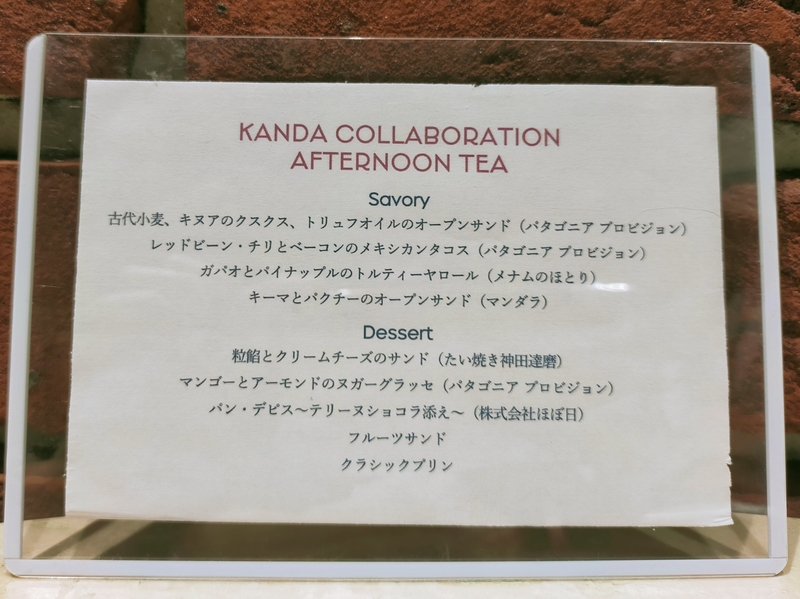 KANDA COLLABORATION
AFTERNOON TEA
Savory
古代小麦、キヌアのクスクス、トリュフオイルのオープンサンド（パタゴニア プロビジョン）
レッドビーン・チリとベーコンのメキシカンタコス（パタゴニア プロビジョン）
ガパオとパイナップルのトルティーヤロール（メナムのほとり）
キーマとパクチーのオープンサンド（マンダラ）
Dessert
粒餡とクリームチーズのサンド（たい焼き神田達磨）
マンゴーとアーモンドのヌガーグラッセ（パタゴニア プロビジョン）
パン・デピス〜テリーヌショコラ添え〜（株式会社ほぼ日）
フルーツサンド
クラシックプリン